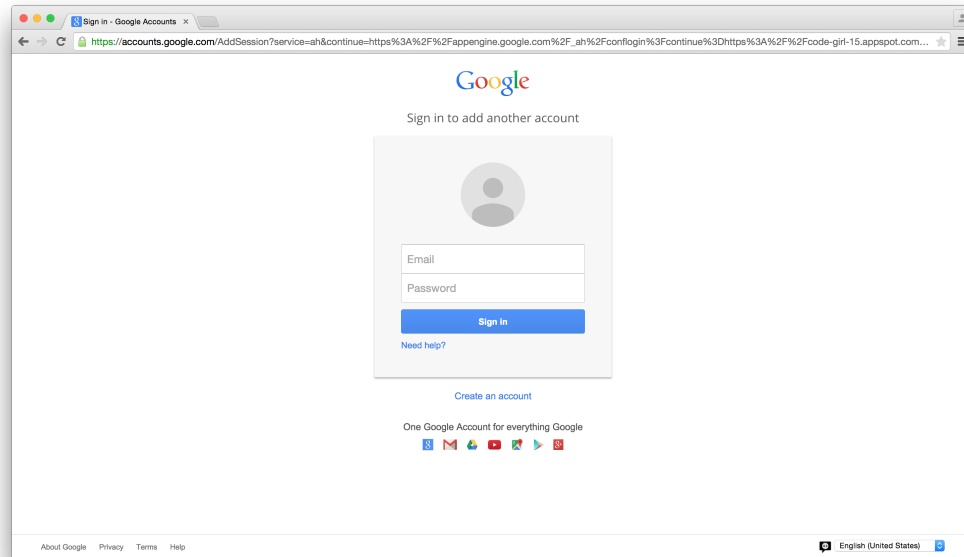 Sign in - Google Accounts
https://accounts.google.com/AddSession?service=ah&continue=https%3A%2F%2Fappengine.google.com%2F_ah%2Fconflogin%3Fcontinue%3Dhttps%3A%2F%2Fcode-girl-15.appspot.com...
Google
Sign in to add another account
Email
Password
Sign in
Need help?
Create an account
One Google Account for everything Google
About Google Privacy Terms Help English (United States)